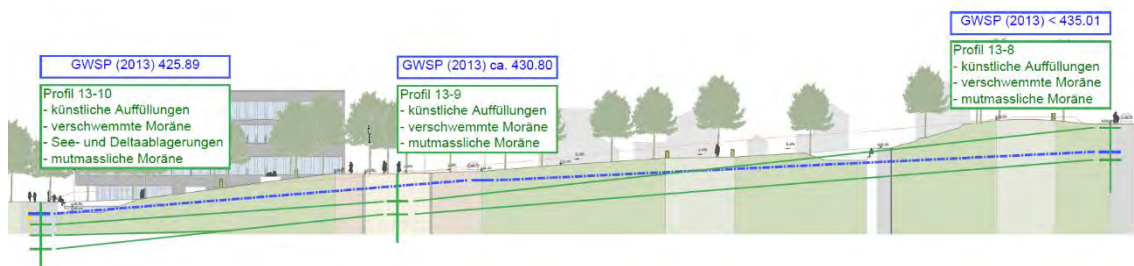 GWSP (2013) 425.89
Profil 13-10
- künstliche Auffüllungen
- verschwemmte Moräne
- See- und Deltaablagerungen
- mutmassliche Moräne
GWSP (2013) ca. 430.80
Profil 13-9
- künstliche Auffüllungen
- verschwemmte Moräne
- mutmassliche Moräne
GWSP (2013) < 435.01
Profil 13-8
- künstliche Auffüllungen
- verschwemmte Moräne
- mutmassliche Moräne